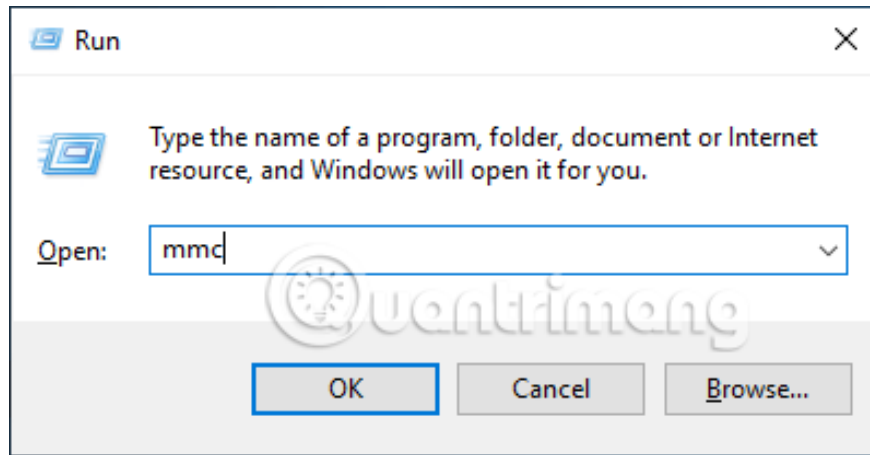 Run
Type the name of a program, folder, document or Internet
resource, and Windows will open it for you.
Open: mmc
Quantrimang
OK Cancel Browse...